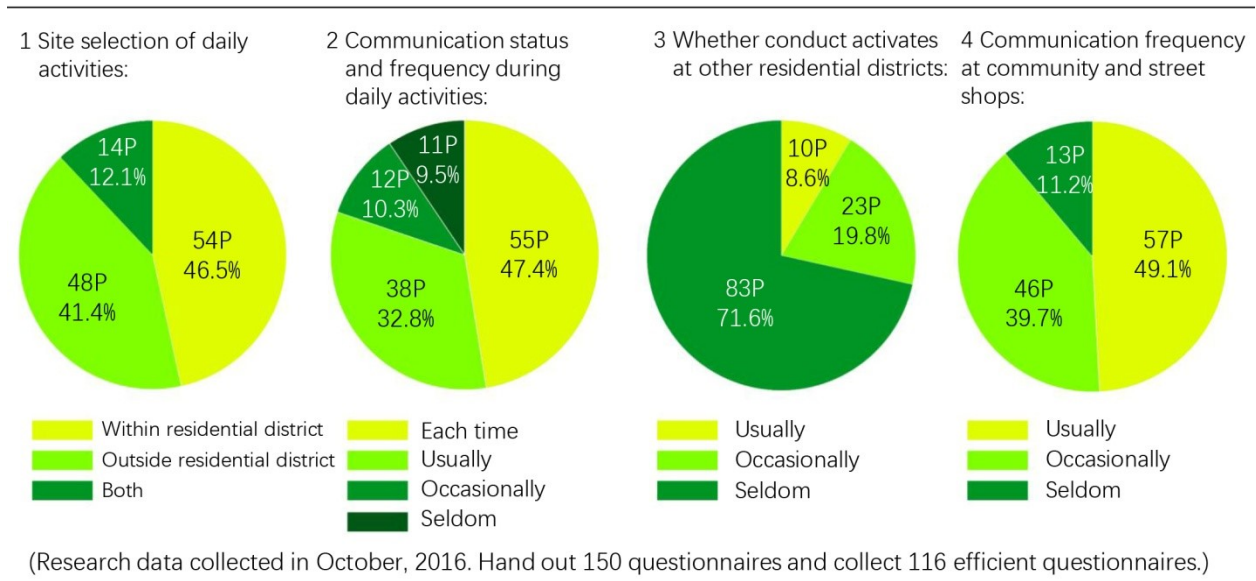 1 Site selection of daily
activities:
14P
12.1%
54P
46.5%
48P
41.4%
Within residential district
Outside residential district
Both
2 Communication status
and frequency during
daily activities:
11P
9.5%
12P
10.3%
55P
47.4%
38P
32.8%
Each time
Usually
Occasionally
Seldom
3 Whether conduct activates
at other residential districts:
10P
8.6%
23P
19.8%
83P
71.6%
Usually
Occasionally
Seldom
4 Communication frequency
at community and street
shops:
13P
11.2%
57P
49.1%
46P
39.7%
Usually
Occasionally
Seldom
(Research data collected in October, 2016. Hand out 150 questionnaires and collect 116 efficient questionnaires.)